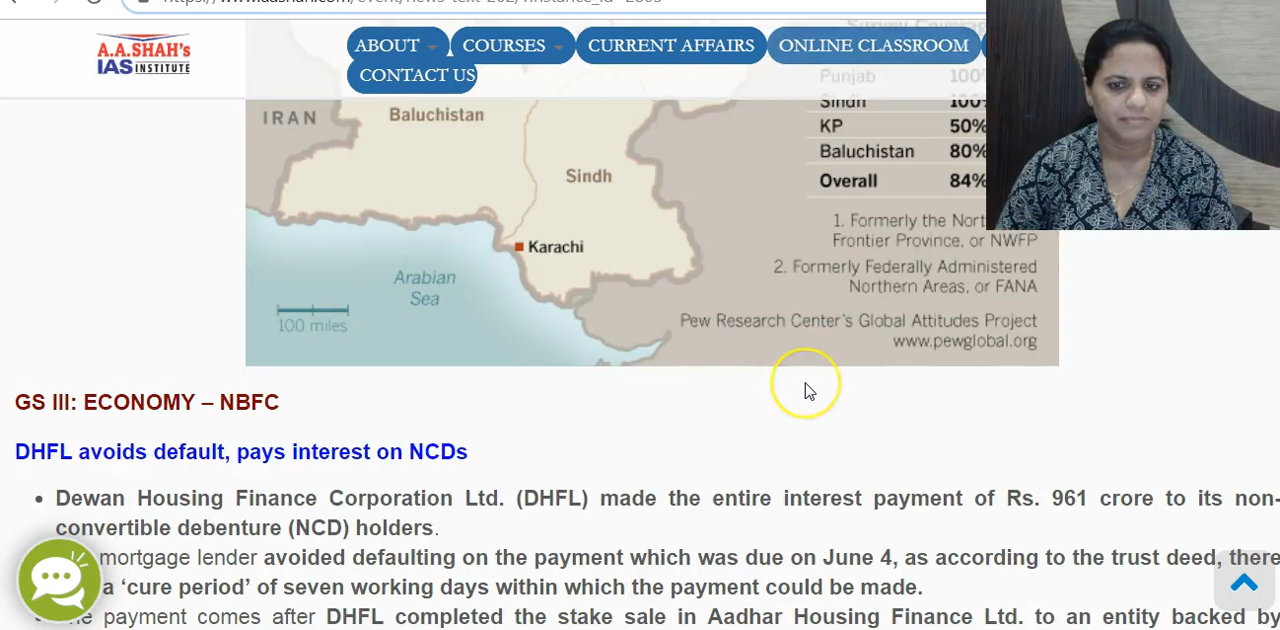 A.A.SHAH's
IAS INSTITUTE
ABOUT
COURSES
CURRENT AFFAIRS
ONLINE CLASSROOM
CONTACT US
Punjab 100%
Sindh 100%
KP 50%
Baluchistan 80%
Overall 84%
IRAN
Baluchistan
Sindh
Karachi
Arabian
Sea
100 miles
1. Formerly the
Frontier Province, or NWFP
2. Formerly Federally Administered
Northern Areas, or FANA
Pew Research Center's Global Attitudes Project
www.pewglobal.org
GS III: ECONOMY – NBFC
DHFL avoids default, pays interest on NCDs
• Dewan Housing Finance Corporation Ltd. (DHFL) made the entire interest payment of Rs. 961 crore to its non-
convertible debenture (NCD) holders.
mortgage lender avoided defaulting on the payment which was due on June 4, as according to the trust deed, there
a 'cure period' of seven working days within which the payment could be made.
payment comes after DHFL completed the stake sale in Aadhar Housing Finance Ltd. to an entity backed by